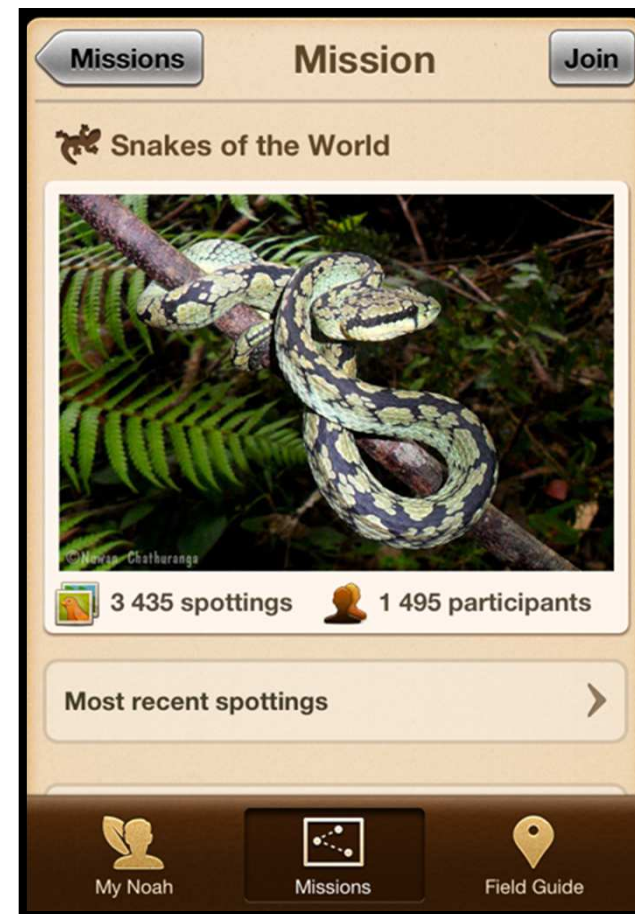 Missions Mission Join
Snakes of the World
©Nuwan Chathuranga
3 435 spottings 1 495 participants
Most recent spottings
My Noah Missions Field Guide